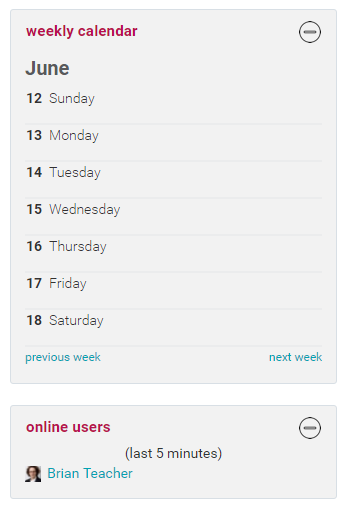 weekly calendar
June
12 Sunday
13 Monday
14 Tuesday
15 Wednesday
16 Thursday
17 Friday
18 Saturday
previous week next week
online users
(last 5 minutes)
Brian Teacher